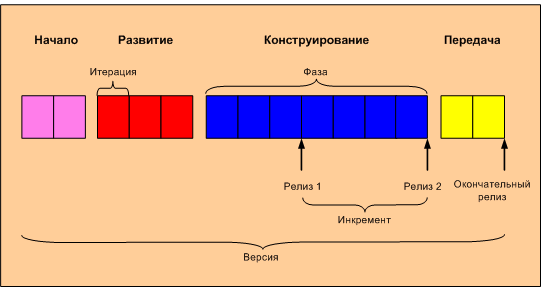 Начало Развитие Конструирование Передача
Итерация Фаза
Релиз 1 Релиз 2 Окончательный
релиз
Инкремент
Версия